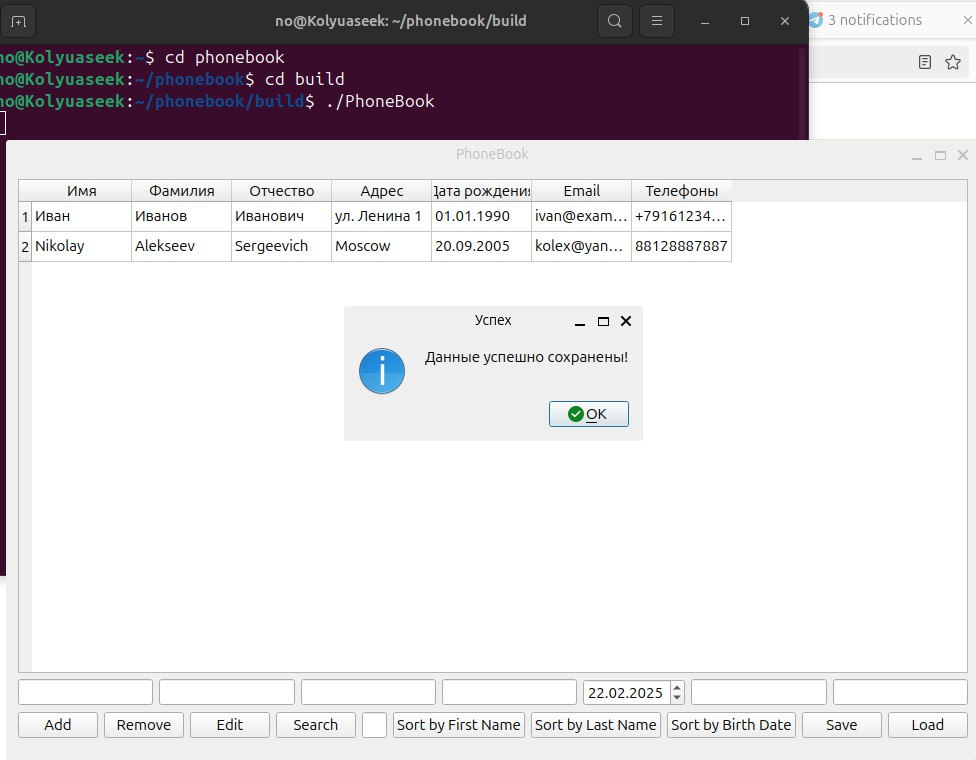 no@Kolyuaseek: ~/phonebook/build
3 notifications
no@Kolyuaseek:~$ cd phonebook
no@Kolyuaseek:~/phonebook$ cd build
no@Kolyuaseek:~/phonebook/build$ ./PhoneBook
PhoneBook
Имя Фамилия Отчество Адрес Дата рождения Email Телефоны
1 Иван Иванов Иванович ул. Ленина 1 01.01.1990 ivan@exam... +79161234...
2 Nikolay Alekseev Sergeevich Moscow 20.09.2005 kolex@yan... 88128887887
Успех
Данные успешно сохранены!
OK
22.02.2025
Add Remove Edit Search Sort by First Name Sort by Last Name Sort by Birth Date Save Load